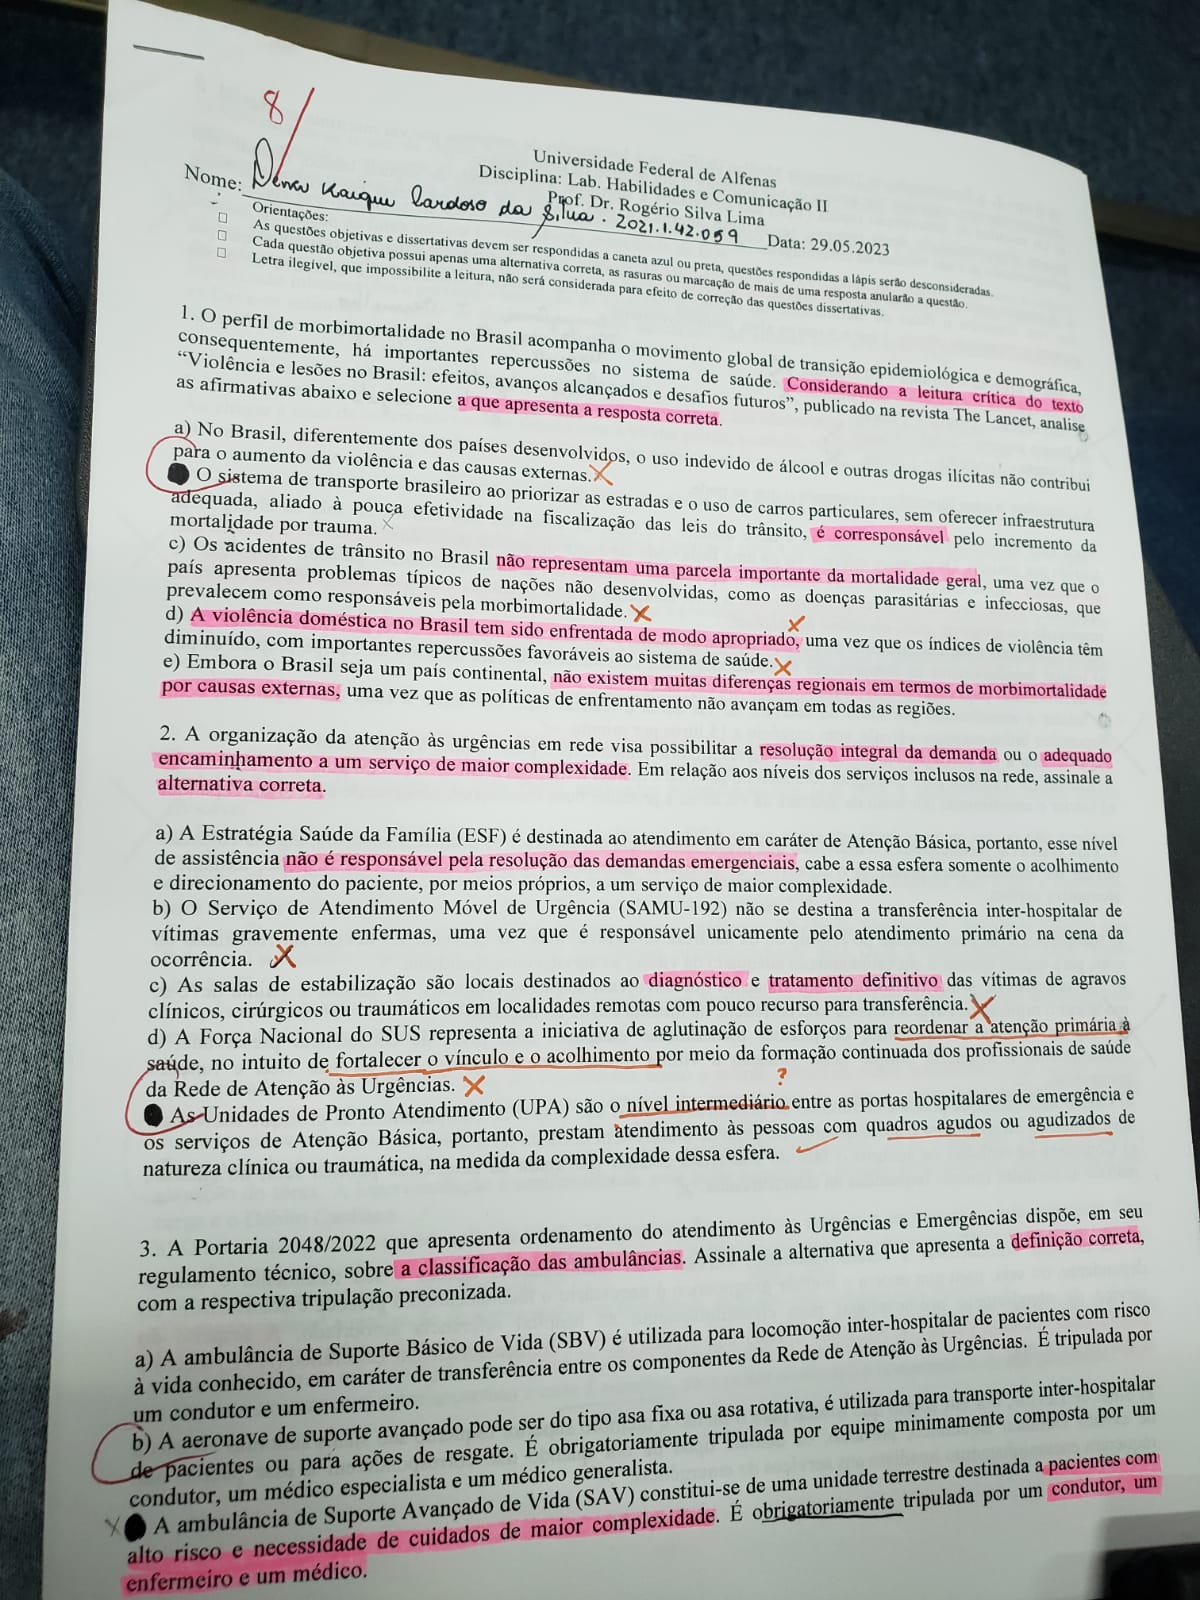 8
Universidade Federal de Alfenas
Disciplina: Lab. Habilidades e Comunicação II
Prof. Dr. Rogério Silva Lima
Nome: Kaique Cardoso da Silva. 2021.1.42.059 Data: 29.05.2023
Orientações:
As questões objetivas e dissertativas devem ser respondidas a caneta azul ou preta, questões respondidas a lápis serão desconsideradas.
Cada questão objetiva possui apenas uma alternativa correta, as rasuras ou marcação de mais de uma resposta anularão a questão.
Letra ilegível, que impossibilite a leitura, não será considerada para efeito de correção das questões dissertativas.
1. O perfil de morbimortalidade no Brasil acompanha o movimento global de transição epidemiológica e demográfica,
consequentemente, há importantes repercussões no sistema de saúde. Considerando a leitura crítica do texto
“Violência e lesões no Brasil: efeitos, avanços alcançados e desafios futuros”, publicado na revista The Lancet, analise
as afirmativas abaixo e selecione a que apresenta a resposta correta.
a) No Brasil, diferentemente dos países desenvolvidos, o uso indevido de álcool e outras drogas ilícitas não contribui
para o aumento da violência e das causas externas.
O sistema de transporte brasileiro ao priorizar as estradas e o uso de carros particulares, sem oferecer infraestrutura
adequada, aliado à pouca efetividade na fiscalização das leis do trânsito, é corresponsável pelo incremento da
mortalidade por trauma.
c) Os acidentes de trânsito no Brasil não representam uma parcela importante da mortalidade geral, uma vez que o
país apresenta problemas típicos de nações não desenvolvidas, como as doenças parasitárias e infecciosas, que
prevalecem como responsáveis pela morbimortalidade.
d) A violência doméstica no Brasil tem sido enfrentada de modo apropriado, uma vez que os índices de violência têm
diminuído, com importantes repercussões favoráveis ao sistema de saúde.
e) Embora o Brasil seja um país continental, não existem muitas diferenças regionais em termos de morbimortalidade
por causas externas, uma vez que as políticas de enfrentamento não avançam em todas as regiões.
2. A organização da atenção às urgências em rede visa possibilitar a resolução integral da demanda ou o adequado
encaminhamento a um serviço de maior complexidade. Em relação aos níveis dos serviços inclusos na rede, assinale a
alternativa correta.
a) A Estratégia Saúde da Família (ESF) é destinada ao atendimento em caráter de Atenção Básica, portanto, esse nível
de assistência não é responsável pela resolução das demandas emergenciais, cabe a essa esfera somente o acolhimento
e direcionamento do paciente, por meios próprios, a um serviço de maior complexidade.
b) O Serviço de Atendimento Móvel de Urgência (SAMU-192) não se destina a transferência inter-hospitalar de
vítimas gravemente enfermas, uma vez que é responsável unicamente pelo atendimento primário na cena da
ocorrência.
c) As salas de estabilização são locais destinados ao diagnóstico e tratamento definitivo das vítimas de agravos
clínicos, cirúrgicos ou traumáticos em localidades remotas com pouco recurso para transferência.
d) A Força Nacional do SUS representa a iniciativa de aglutinação de esforços para reordenar a atenção primária à
saúde, no intuito de fortalecer o vínculo e o acolhimento por meio da formação continuada dos profissionais de saúde
da Rede de Atenção às Urgências.
?
As Unidades de Pronto Atendimento (UPA) são o nível intermediário entre as portas hospitalares de emergência e
os serviços de Atenção Básica, portanto, prestam atendimento às pessoas com quadros agudos ou agudizados de
natureza clínica ou traumática, na medida da complexidade dessa esfera.
3. A Portaria 2048/2022 que apresenta ordenamento do atendimento às Urgências e Emergências dispõe, em seu
regulamento técnico, sobre a classificação das ambulâncias. Assinale a alternativa que apresenta a definição correta,
com a respectiva tripulação preconizada.
a) A ambulância de Suporte Básico de Vida (SBV) é utilizada para locomoção inter-hospitalar de pacientes com risco
à vida conhecido, em caráter de transferência entre os componentes da Rede de Atenção às Urgências. É tripulada por
um condutor e um enfermeiro.
b) A aeronave de suporte avançado pode ser do tipo asa fixa ou asa rotativa, é utilizada para transporte inter-hospitalar
de pacientes ou para ações de resgate. É obrigatoriamente tripulada por equipe minimamente composta por um
condutor, um médico especialista e um médico generalista.
A ambulância de Suporte Avançado de Vida (SAV) constitui-se de uma unidade terrestre destinada a pacientes com
alto risco e necessidade de cuidados de maior complexidade. É obrigatoriamente tripulada por um condutor, um
enfermeiro e um médico.